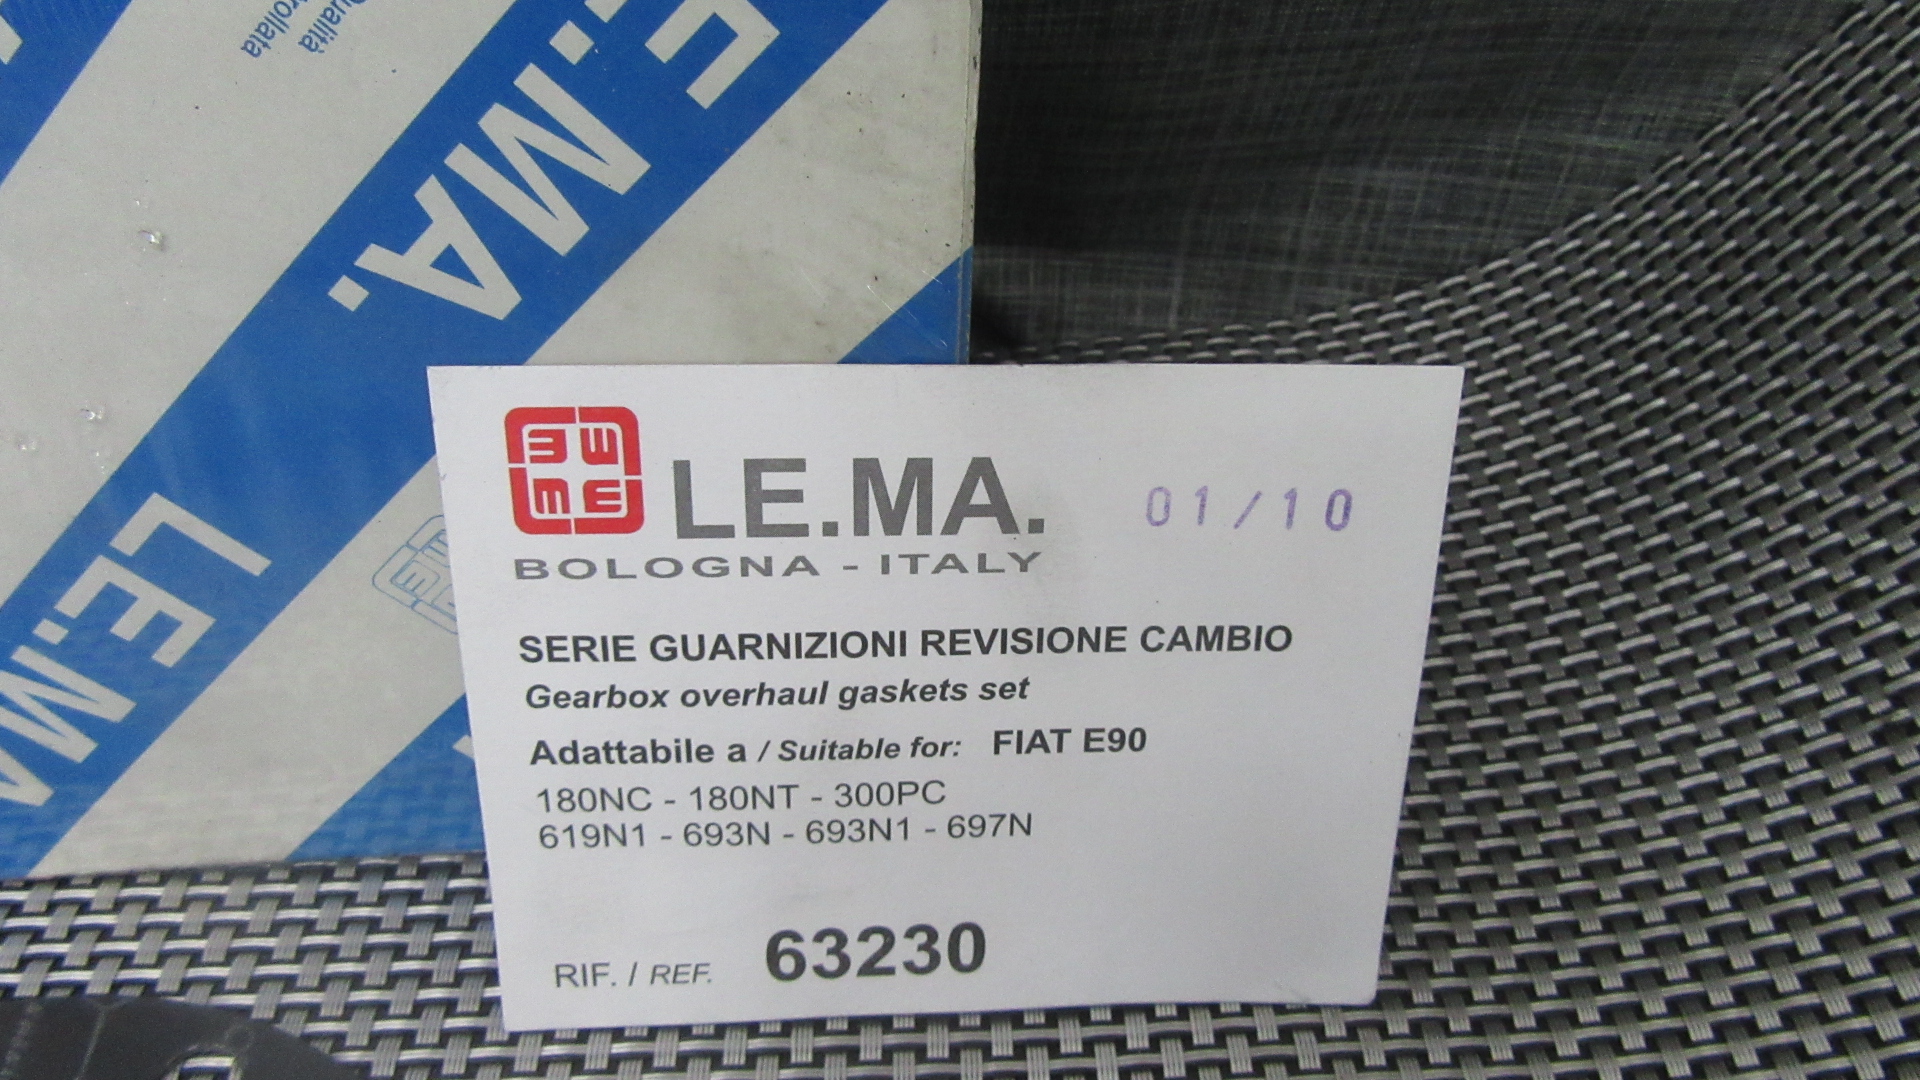 Qualità
E.MA.
LE.MA
LE.MA. 01/10
BOLOGNA - ITALY
SERIE GUARNIZIONI REVISIONE CAMBIO
Gearbox overhaul gaskets set
Adattabile a / Suitable for: FIAT E90
180NC - 180NT - 300PC
619N1 - 693N - 693N1 - 697N
RIF. / REF. 63230